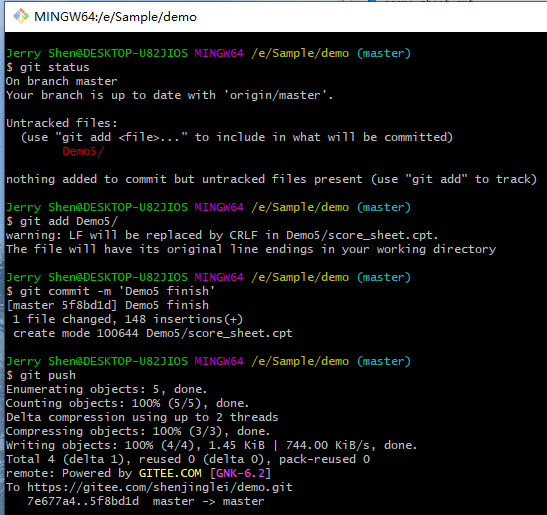 MINGW64:/e/Sample/demo
Jerry Shen@DESKTOP-U82JIOS MINGW64 /e/Sample/demo (master)
$ git status
On branch master
Your branch is up to date with 'origin/master'.
Untracked files:
(use "git add <file>..." to include in what will be committed)
Demo5/
nothing added to commit but untracked files present (use "git add" to track)
Jerry Shen@DESKTOP-U82JIOS MINGW64 /e/Sample/demo (master)
$ git add Demo5/
warning: LF will be replaced by CRLF in Demo5/score_sheet.cpt.
The file will have its original line endings in your working directory
Jerry Shen@DESKTOP-U82JIOS MINGW64 /e/Sample/demo (master)
$ git commit -m 'Demo5 finish'
[master 5f8bd1d] Demo5 finish
1 file changed, 148 insertions(+)
create mode 100644 Demo5/score_sheet.cpt
Jerry Shen@DESKTOP-U82JIOS MINGW64 /e/Sample/demo (master)
$ git push
Enumerating objects: 5, done.
Counting objects: 100% (5/5), done.
Delta compression using up to 2 threads
Compressing objects: 100% (3/3), done.
Writing objects: 100% (4/4), 1.45 KiB | 744.00 KiB/s, done.
Total 4 (delta 1), reused 0 (delta 0), pack-reused 0
remote: Powered by GITEE.COM [GNK-6.2]
To https://gitee.com/shenjinglei/demo.git
7e677a4..5f8bd1d  master -> master